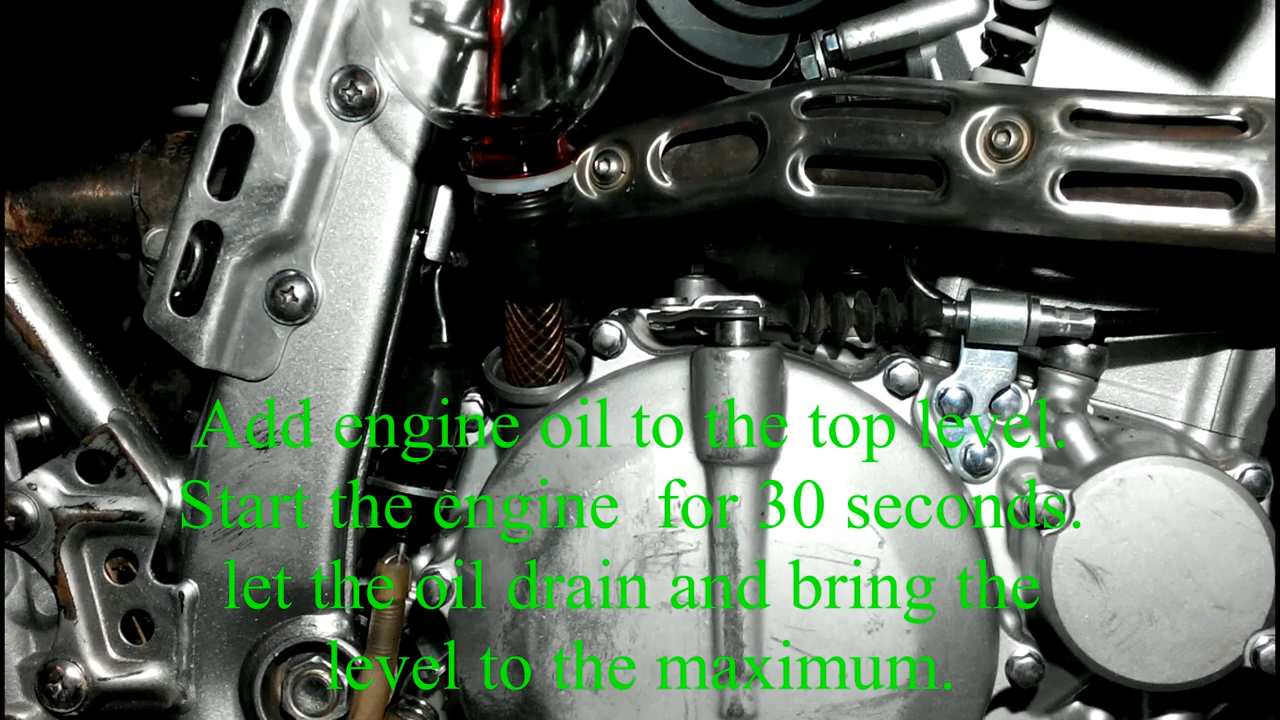 Add engine oil to the top level.
Start the engine  for 30 seconds.
let the oil drain and bring the
level to the maximum.